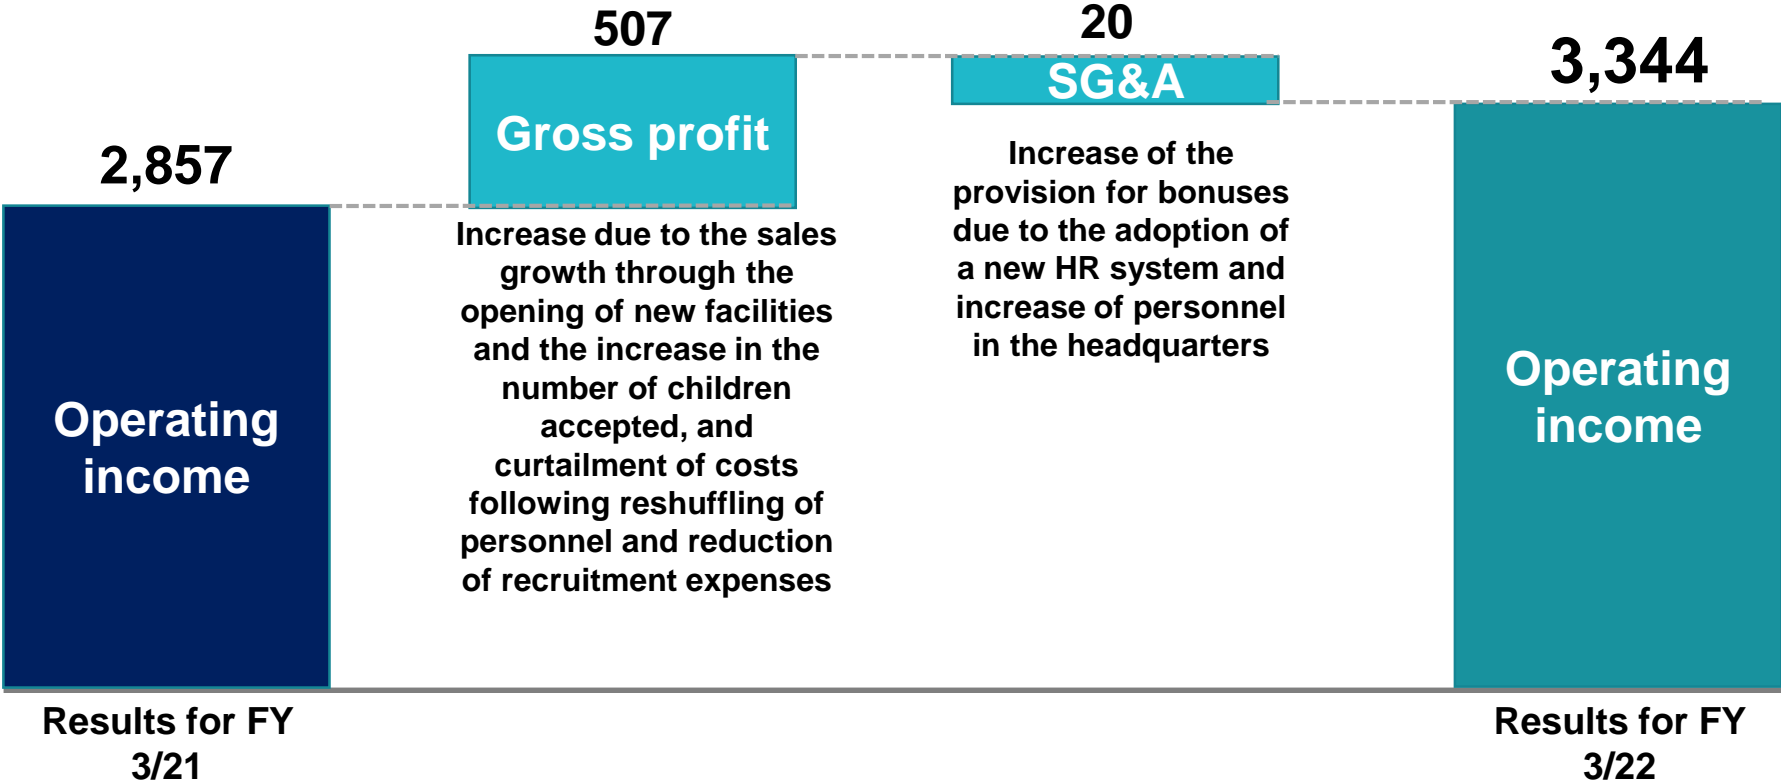 2,857
Operating
income
Results for FY
3/21
507
Gross profit
Increase due to the sales
growth through the
opening of new facilities
and the increase in the
number of children
accepted, and
curtailment of costs
following reshuffling of
personnel and reduction
of recruitment expenses
20
SG&A
Increase of the
provision for bonuses
due to the adoption of
a new HR system and
increase of personnel
in the headquarters
3,344
Operating
income
Results for FY
3/22